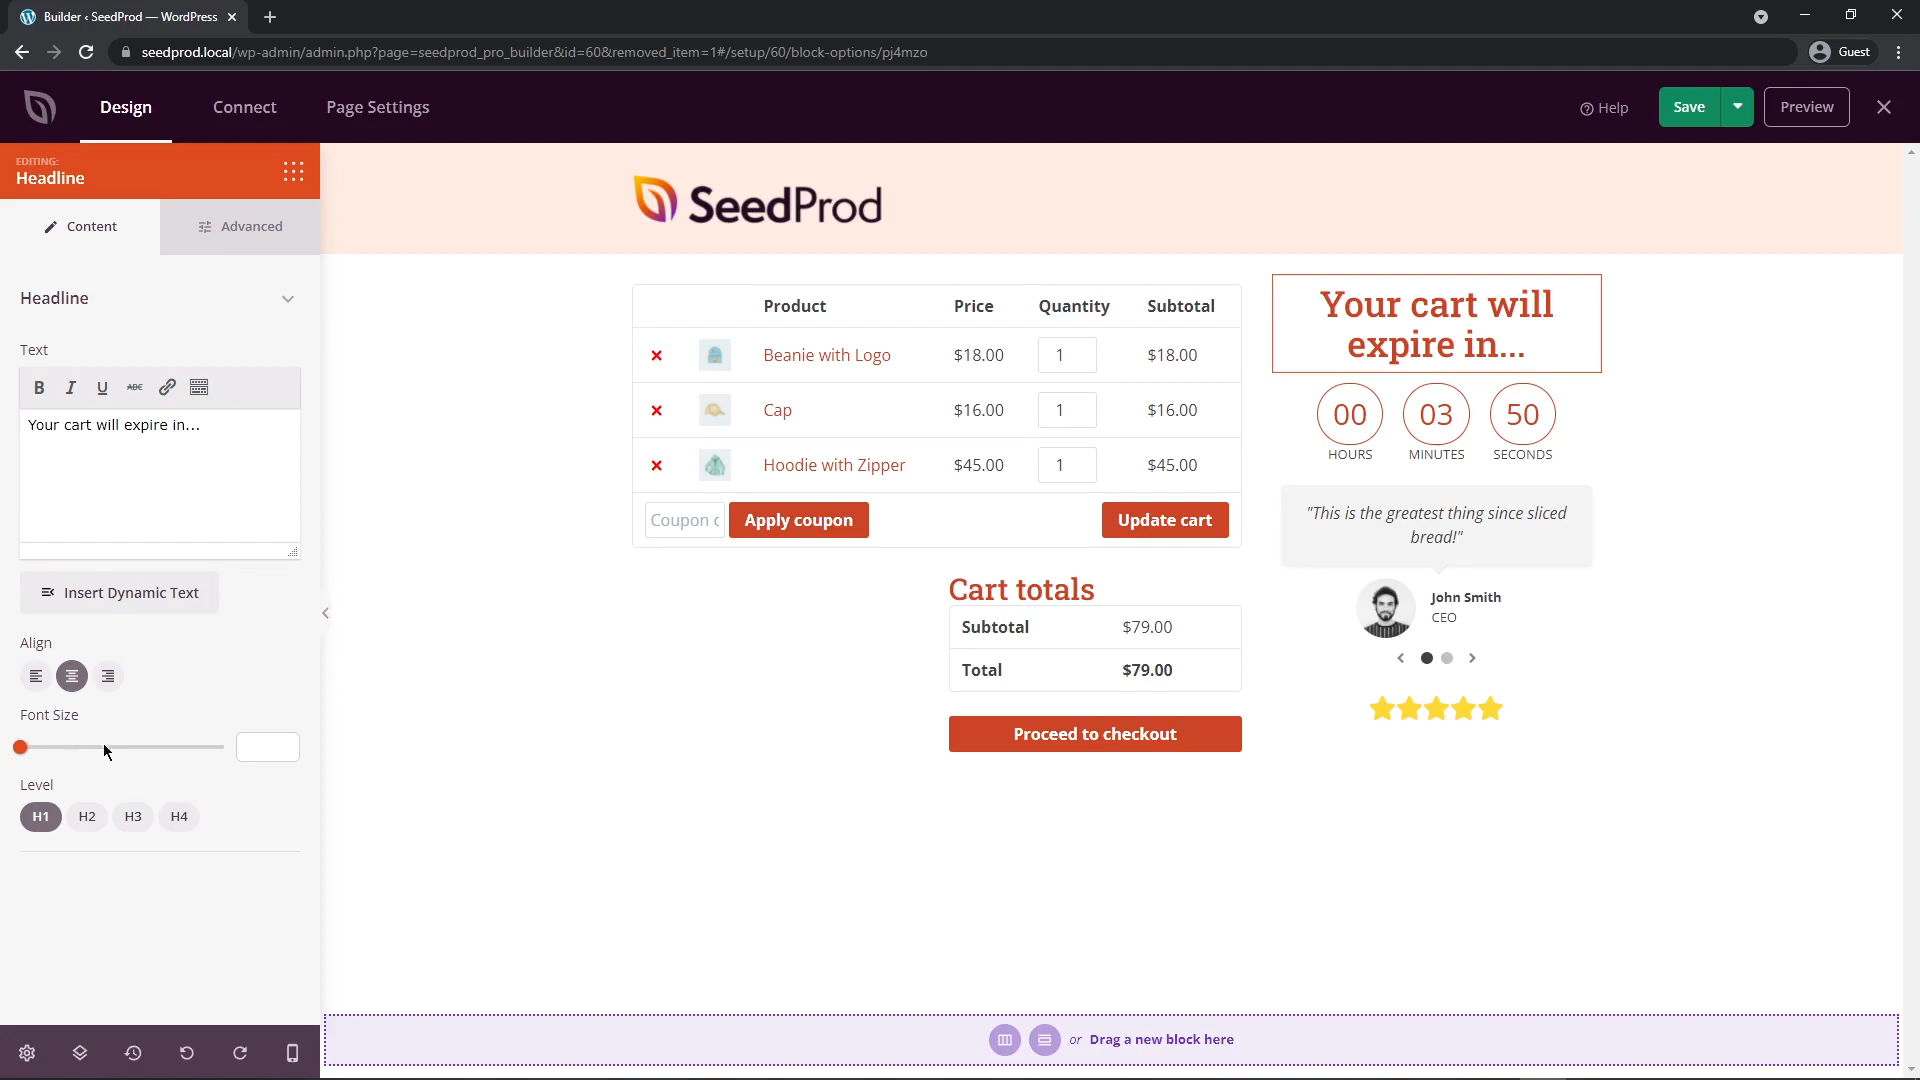 Builder ‹ SeedProd — WordPress
seedprod.local/wp-admin/admin.php?page=seedprod_pro_builder&id=60&removed_item=1#/setup/60/block-options/pj4mzo
Guest
Design
Connect
Page Settings
Help
Save
Preview
EDITING:
Headline
Content
Advanced
Headline
Text
B I U ABC
Your cart will expire in...
Insert Dynamic Text
Align
Font Size
Level
H1 H2 H3 H4
SeedProd
Product Price Quantity Subtotal
Beanie with Logo $18.00 1 $18.00
Cap $16.00 1 $16.00
Hoodie with Zipper $45.00 1 $45.00
Coupon c Apply coupon Update cart
Cart totals
Subtotal $79.00
Total $79.00
Proceed to checkout
Your cart will
expire in...
00 03 50
HOURS MINUTES SECONDS
"This is the greatest thing since sliced
bread!"
John Smith
CEO
or Drag a new block here